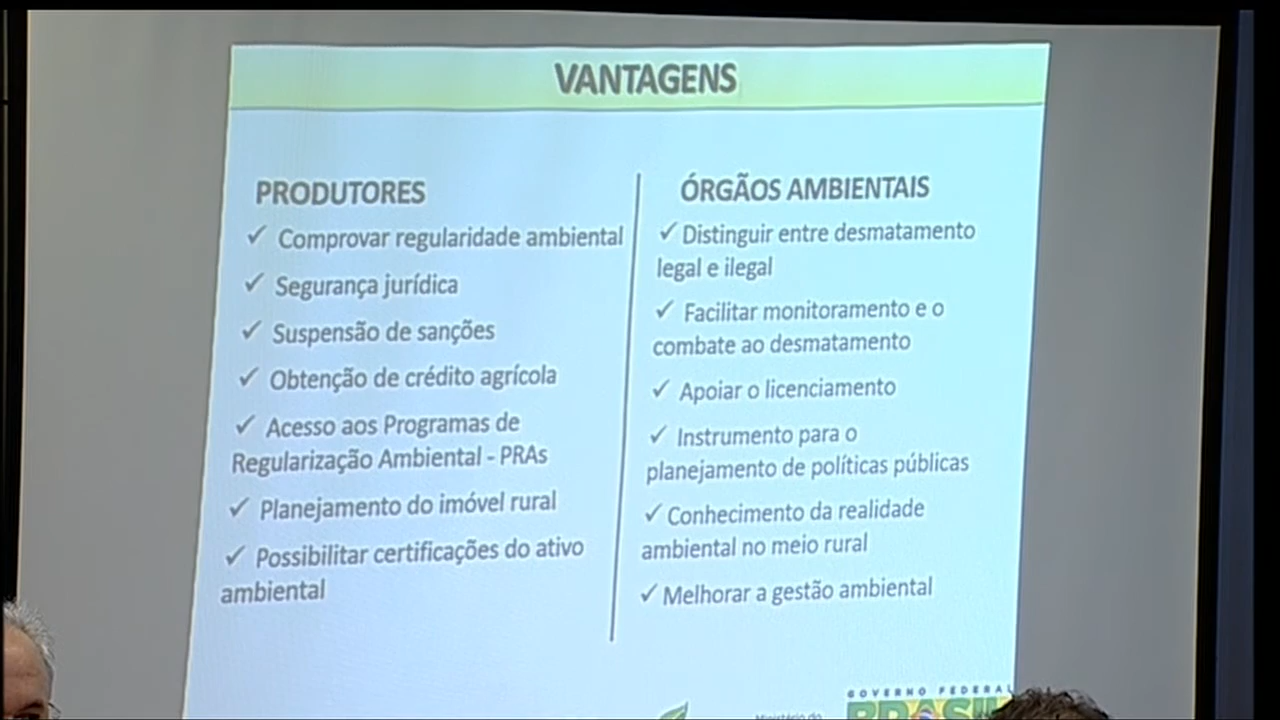 VANTAGENS
PRODUTORES
✓ Comprovar regularidade ambiental
✓ Segurança jurídica
✓ Suspensão de sanções
✓ Obtenção de crédito agrícola
✓ Acesso aos Programas de
Regularização Ambiental - PRAs
✓ Planejamento do imóvel rural
✓ Possibilitar certificações do ativo
ambiental
ÓRGÃOS AMBIENTAIS
✓ Distinguir entre desmatamento
legal e ilegal
✓ Facilitar monitoramento e o
combate ao desmatamento
✓ Apoiar o licenciamento
✓ Instrumento para o
planejamento de políticas públicas
✓ Conhecimento da realidade
ambiental no meio rural
✓ Melhorar a gestão ambiental
Ministério do
GOVERNO FEDERAL
BRASIL